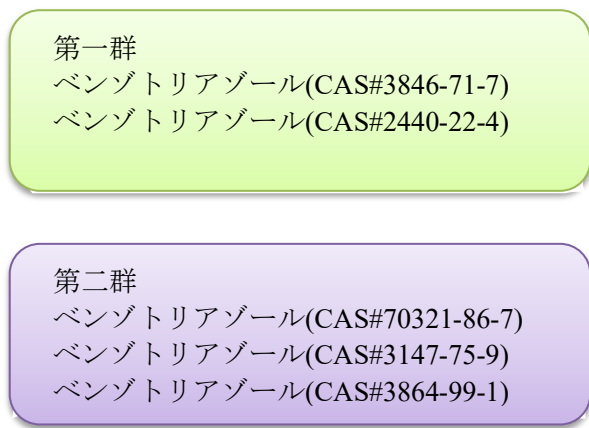 第一群
ベンゾトリアゾール(CAS#3846-71-7)
ベンゾトリアゾール(CAS#2440-22-4)
第二群
ベンゾトリアゾール(CAS#70321-86-7)
ベンゾトリアゾール(CAS#3147-75-9)
ベンゾトリアゾール(CAS#3864-99-1)